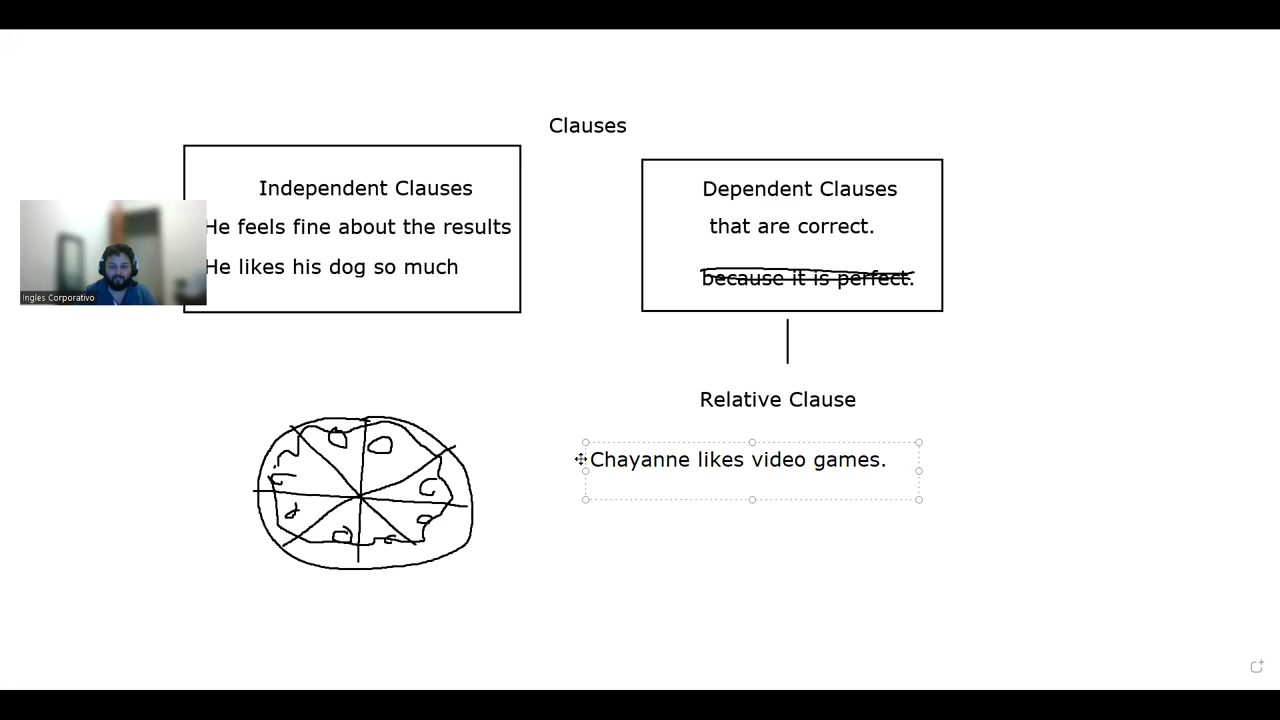 Clauses
Independent Clauses
He feels fine about the results
He likes his dog so much
Ingles Corporativo
Dependent Clauses
that are correct.
because it is perfect.
Relative Clause
Chayanne likes video games.